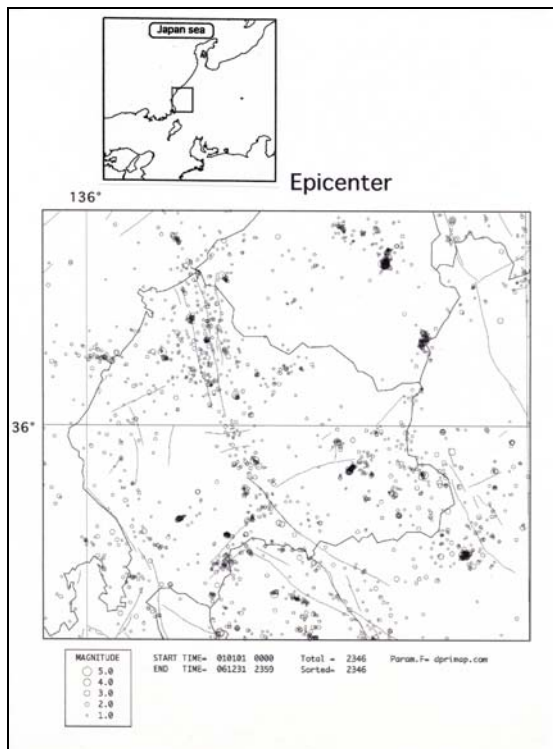 Japan sea
Epicenter
136°
36°
MAGNITUDE
5.0
4.0
3.0
2.0
1.0
START TIME= 010101 0000 Total = 2346 Param.F= dprimap.com
END TIME= 061231 2359 Sorted= 2346